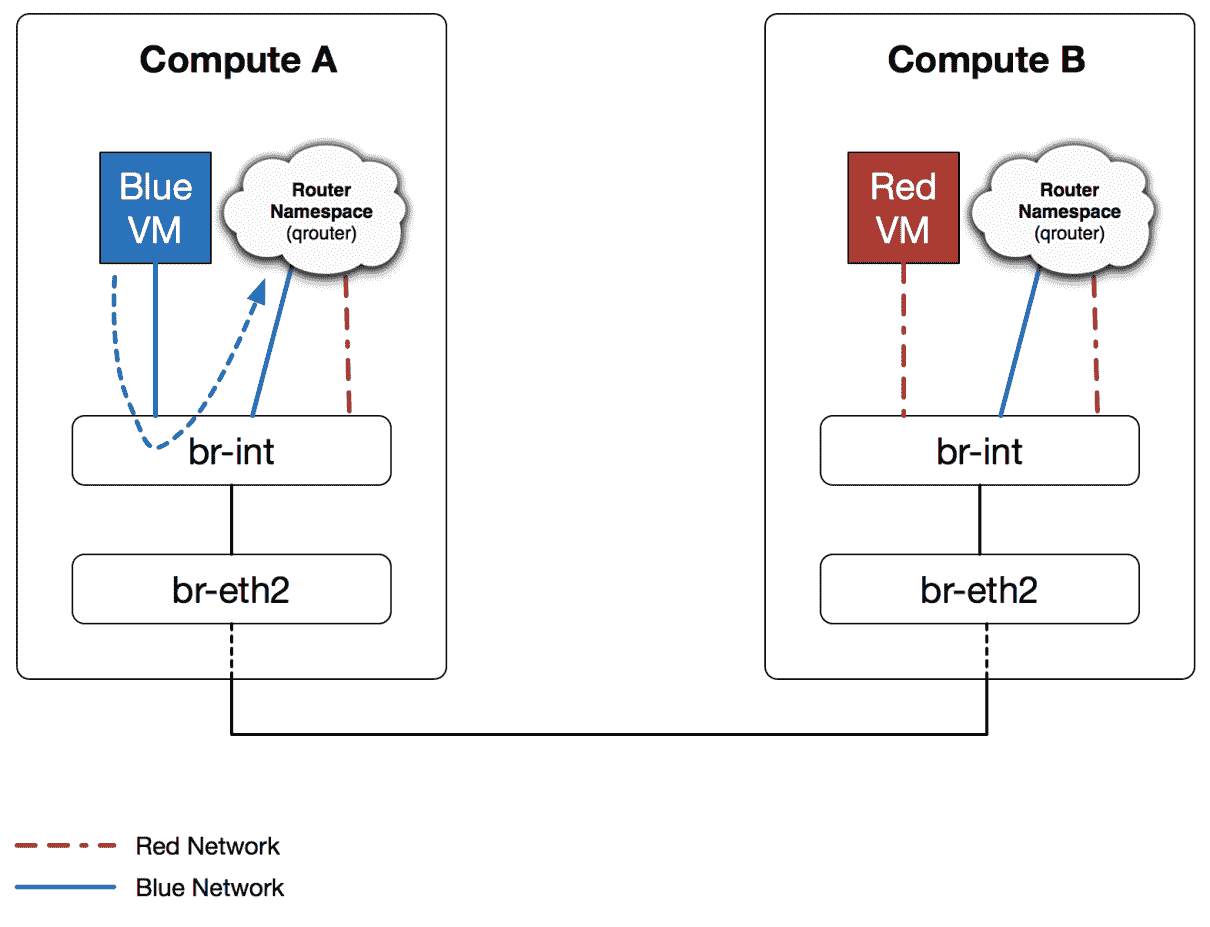 Compute A
Blue
VM
Router
Namespace
(qrouter)
br-int
br-eth2
Compute B
Red
VM
Router
Namespace
(qrouter)
br-int
br-eth2
Red Network
Blue Network